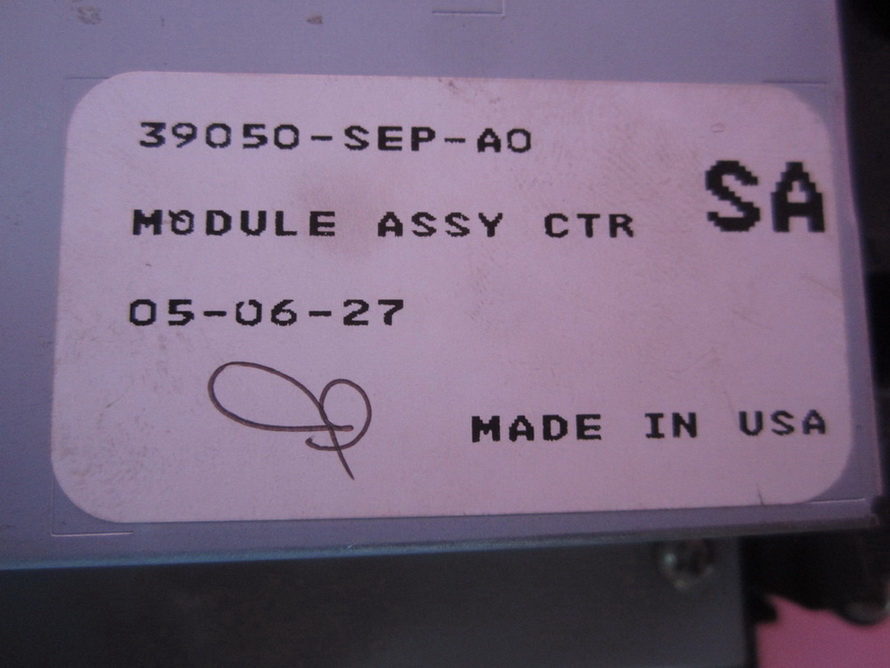 39050-SEP-A0
SA
MODULE ASSY CTR
05-06-27
MADE IN USA